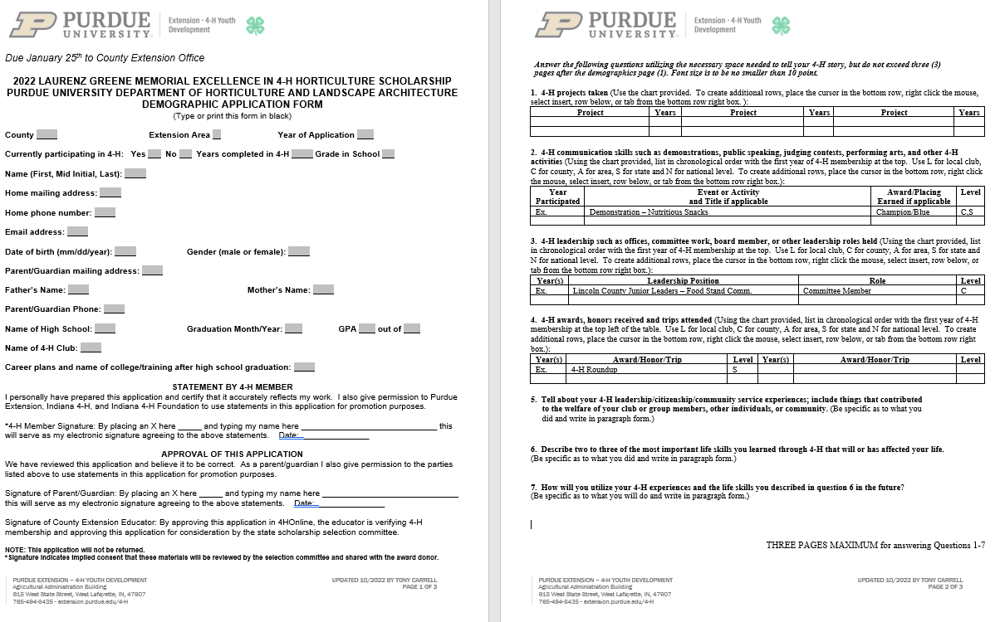 PURDUE
UNIVERSITY
Extension - 4-H Youth
Development
Due January 25th to County Extension Office
2022 LAURENZ GREENE MEMORIAL EXCELLENCE IN 4-H HORTICULTURE SCHOLARSHIP
PURDUE UNIVERSITY DEPARTMENT OF HORTICULTURE AND LANDSCAPE ARCHITECTURE
DEMOGRAPHIC APPLICATION FORM
(Type or print this form in black)
County Extension Area Year of Application
Currently participating in 4-H: Yes No Years completed in 4-H Grade in School
Name (First, Mid Initial, Last):
Home mailing address:
Home phone number:
Email address:
Date of birth (mm/dd/year): Gender (male or female):
Parent/Guardian mailing address:
Father's Name: Mother's Name:
Parent/Guardian Phone:
Name of High School: Graduation Month/Year: GPA out of
Name of 4-H Club:
Career plans and name of college/training after high school graduation:
STATEMENT BY 4-H MEMBER
I personally have prepared this application and certify that it accurately reflects my work. I also give permission to Purdue
Extension, Indiana 4-H, and Indiana 4-H Foundation to use statements in this application for promotion purposes.
*4-H Member Signature: By placing an X here _____ and typing my name here ______________________________ this
will serve as my electronic signature agreeing to the above statements. Date:_______________
APPROVAL OF THIS APPLICATION
We have reviewed this application and believe it to be correct. As a parent/guardian I also give permission to the parties
listed above to use statements in this application for promotion purposes.
Signature of Parent/Guardian: By placing an X here _____ and typing my name here ______________________________
this will serve as my electronic signature agreeing to the above statements. Date:_______________
Signature of County Extension Educator: By approving this application in 4HOnline, the educator is verifying 4-H
membership and approving this application for consideration by the state scholarship selection committee.
NOTE: This application will not be returned.
*Signature indicates implied consent that these materials will be reviewed by the selection committee and shared with the award donor.
PURDUE EXTENSION – 4-H YOUTH DEVELOPMENT
Agricultural Administration Building
615 West State Street, West Lafayette, IN, 47907
765-494-8435 - extension.purdue.edu/4-H
UPDATED 10/2022 BY TONY CARRELL
PAGE 1 OF 3
PURDUE
UNIVERSITY
Extension - 4-H Youth
Development
Answer the following questions utilizing the necessary space needed to tell your 4-H story, but do not exceed three (3)
pages after the demographics page (1). Font size is to be no smaller than 10 point.
1. 4-H projects taken (Use the chart provided. To create additional rows, place the cursor in the bottom row, right click the mouse,
select insert, row below, or tab from the bottom row right box. ):
Project Years Project Years Project Years
2. 4-H communication skills such as demonstrations, public speaking, judging contests, performing arts, and other 4-H
activities (Using the chart provided, list in chronological order with the first year of 4-H membership at the top. Use L for local club,
C for county, A for area, S for state and N for national level. To create additional rows, place the cursor in the bottom row, right click
the mouse, select insert, row below, or tab from the bottom row right box.):
Year Event or Activity Award/Placing Level
Participated and Title if applicable Earned if applicable
Ex. Demonstration – Nutritious Snacks Champion/Blue C,S
3. 4-H leadership such as offices, committee work, board member, or other leadership roles held (Using the chart provided, list
in chronological order with the first year of 4-H membership at the top. Use L for local club, C for county, A for area, S for state and
N for national level. To create additional rows, place the cursor in the bottom row, right click the mouse, select insert, row below, or
tab from the bottom row right box.):
Year(s) Leadership Position Role Level
Ex. Lincoln County Junior Leaders – Food Stand Comm. Committee Member C
4. 4-H awards, honors received and trips attended (Using the chart provided, list in chronological order with the first year of 4-H
membership at the top left of the table. Use L for local club, C for county, A for area, S for state and N for national level. To create
additional rows, place the cursor in the bottom row, right click the mouse, select insert, row below, or tab from the bottom row right
box.):
Year(s) Award/Honor/Trip Level Year(s) Award/Honor/Trip Level
Ex. 4-H Roundup S
5. Tell about your 4-H leadership/citizenship/community service experiences; include things that contributed
to the welfare of your club or group members, other individuals, or community. (Be specific as to what you
did and write in paragraph form.)
6. Describe two to three of the most important life skills you learned through 4-H that will or has affected your life.
(Be specific as to what you did and write in paragraph form.)
7. How will you utilize your 4-H experiences and the life skills you described in question 6 in the future?
(Be specific as to what you will do and write in paragraph form.)
THREE PAGES MAXIMUM for answering Questions 1-7
PURDUE EXTENSION – 4-H YOUTH DEVELOPMENT
Agricultural Administration Building
615 West State Street, West Lafayette, IN, 47907
765-494-8435 - extension.purdue.edu/4-H
UPDATED 10/2022 BY TONY CARRELL
PAGE 2 OF 3